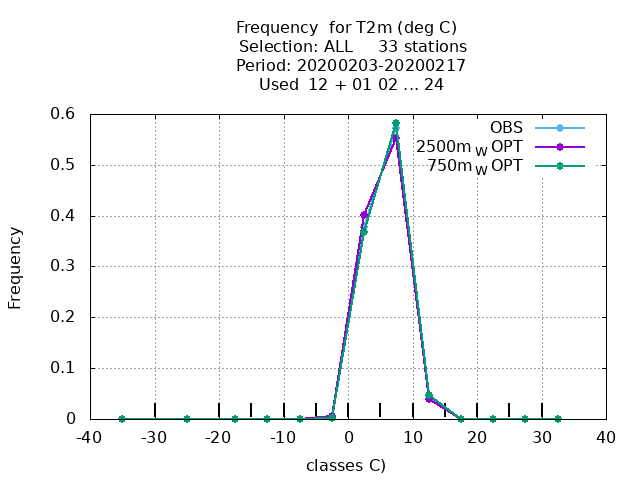 Frequency for T2m (deg C)
Selection: ALL 33 stations
Period: 20200203-20200217
Used 12 + 01 02 ... 24
OBS
2500m W OPT
750m W OPT
Frequency
0.6
0.5
0.4
0.3
0.2
0.1
0
-40 -30 -20 -10 0 10 20 30 40
classes C)